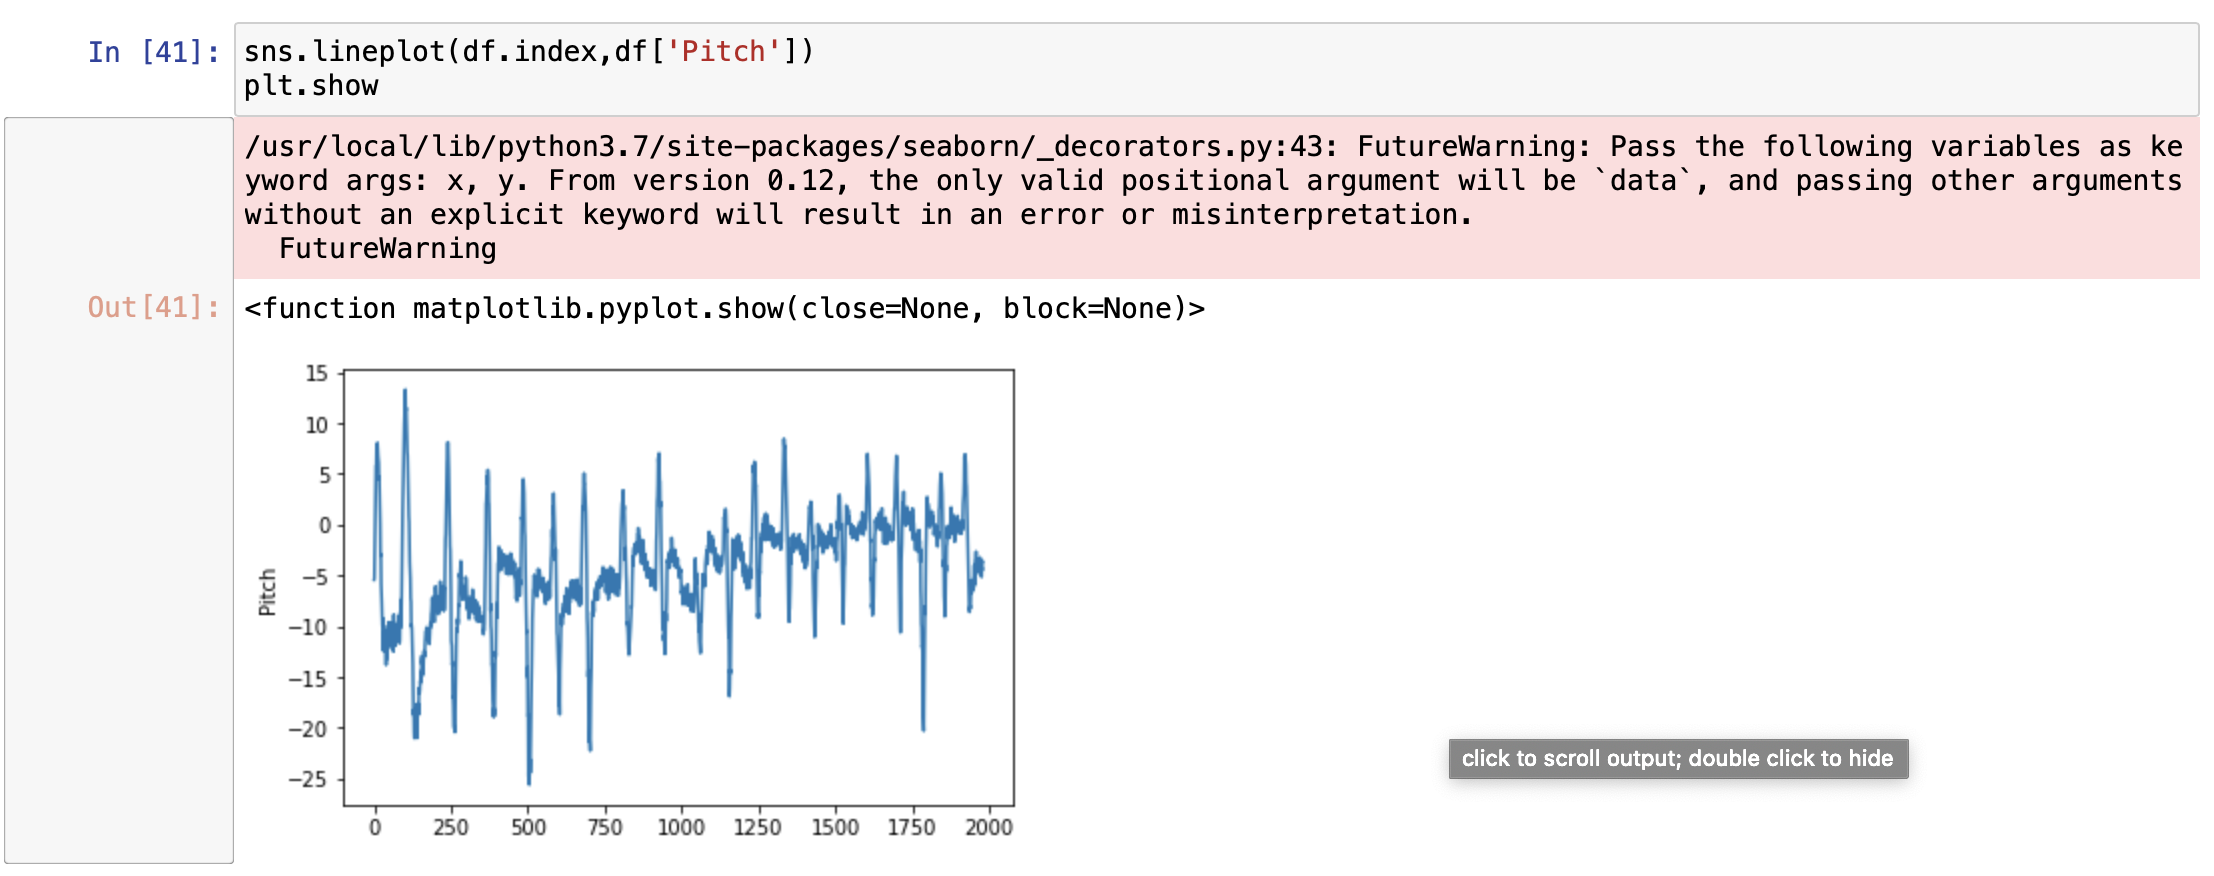 In [41]: sns.lineplot(df.index,df['Pitch'])
plt.show
/usr/local/lib/python3.7/site-packages/seaborn/_decorators.py:43: FutureWarning: Pass the following variables as ke
yword args: x, y. From version 0.12, the only valid positional argument will be `data`, and passing other arguments
without an explicit keyword will result in an error or misinterpretation.
  FutureWarning
Out[41]: <function matplotlib.pyplot.show(close=None, block=None)>
15
10
5
0
−5
−10
−15
−20
−25
Pitch
0 250 500 750 1000 1250 1500 1750 2000
click to scroll output; double click to hide